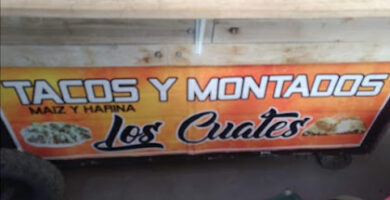 TACOS Y MONTADOS
MAIZ Y HARINA
Los Cuates